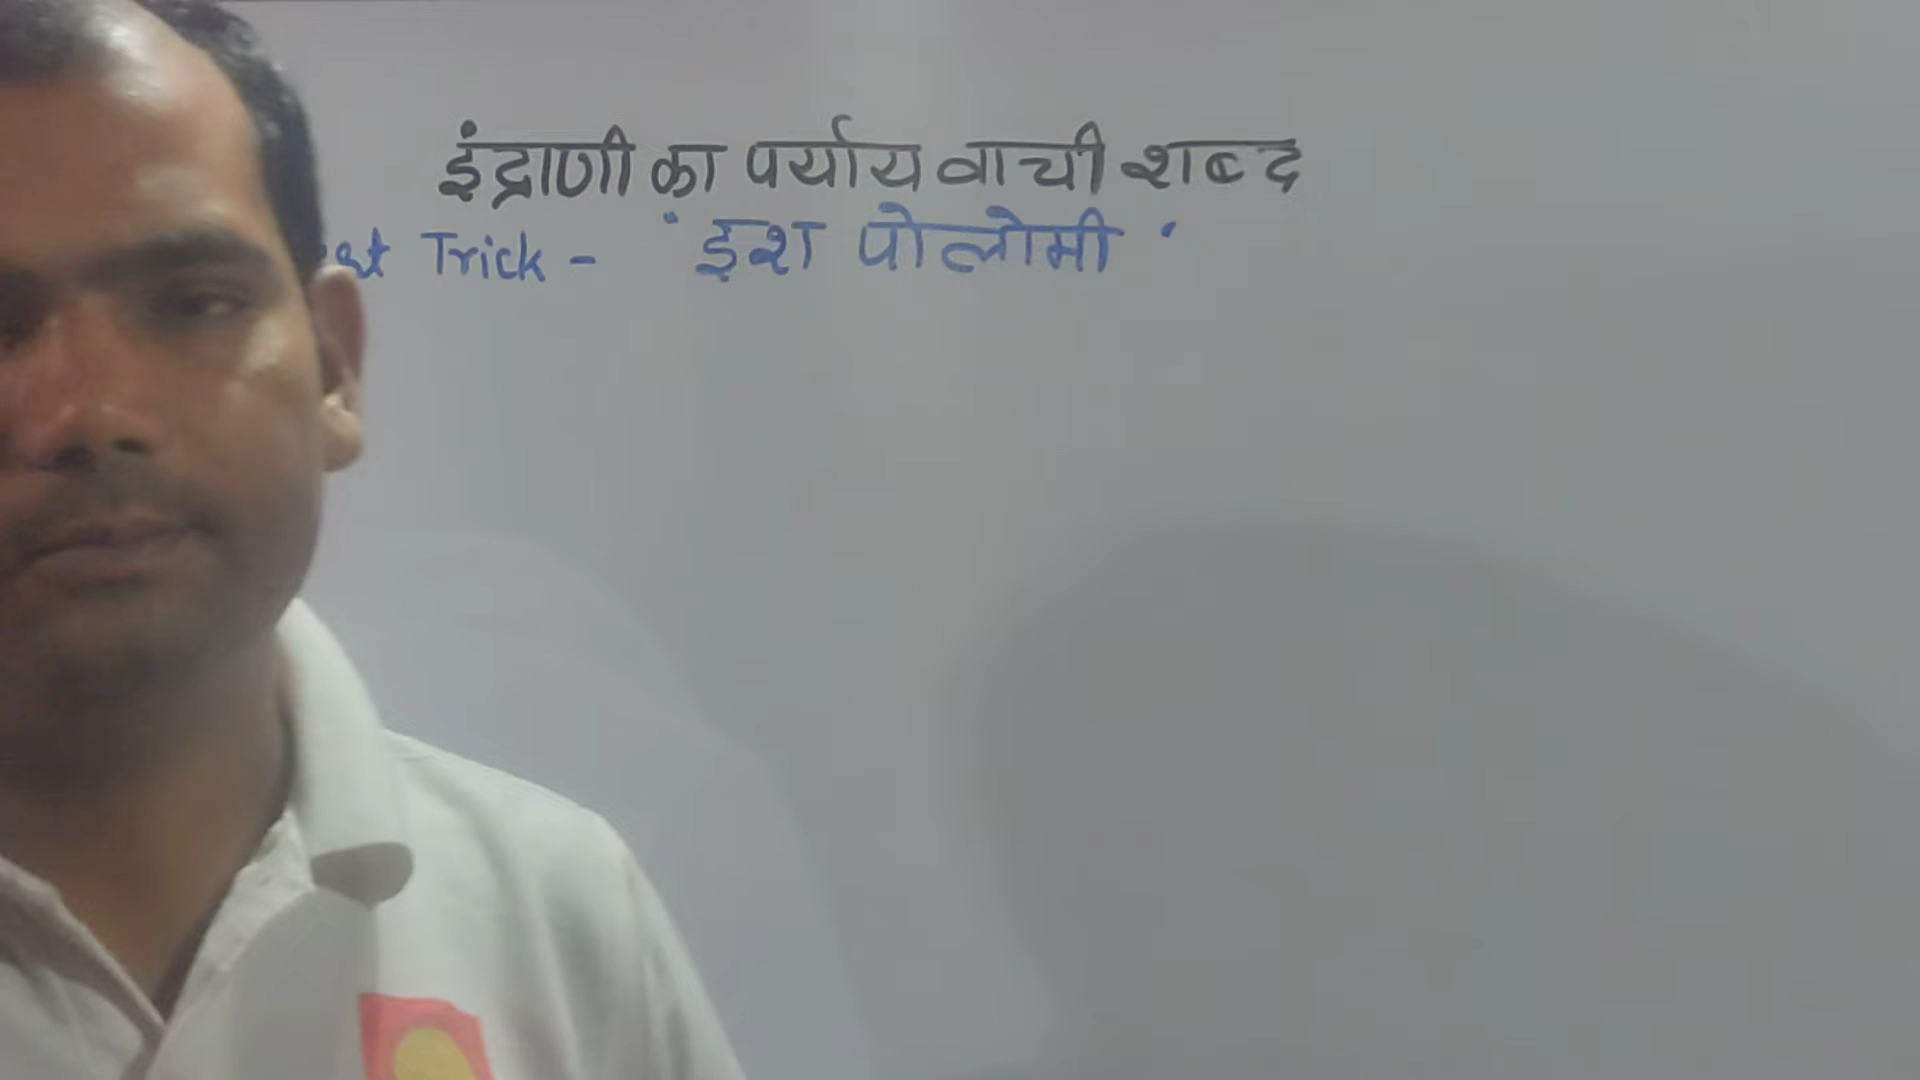 इंद्राणी का पर्यायवाची शब्द
Trick - ' इश पोलोमी '